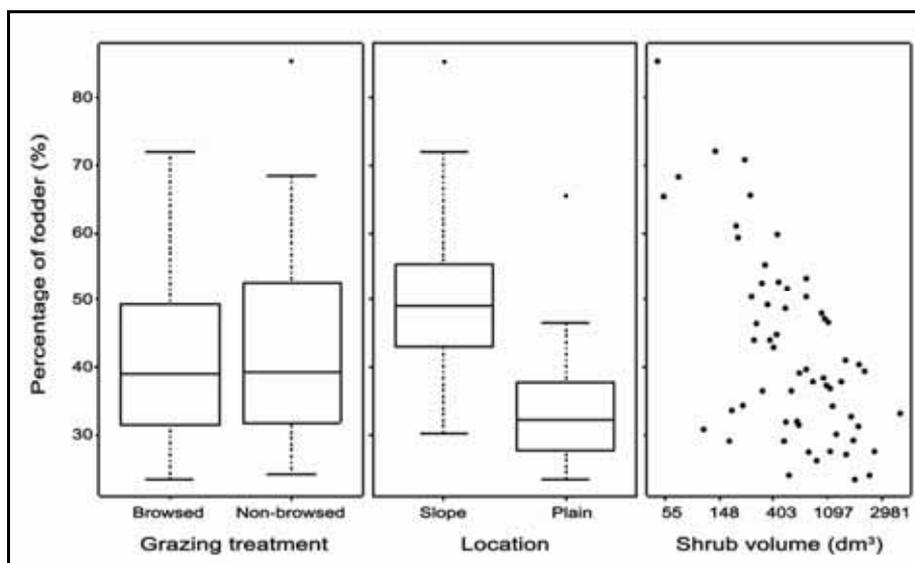 Percentage of fodder (%)
80
70
60
50
40
30
Browsed Non-browsed
Grazing treatment
Slope Plain
Location
55 148 403 1097 2981
Shrub volume (dm³)